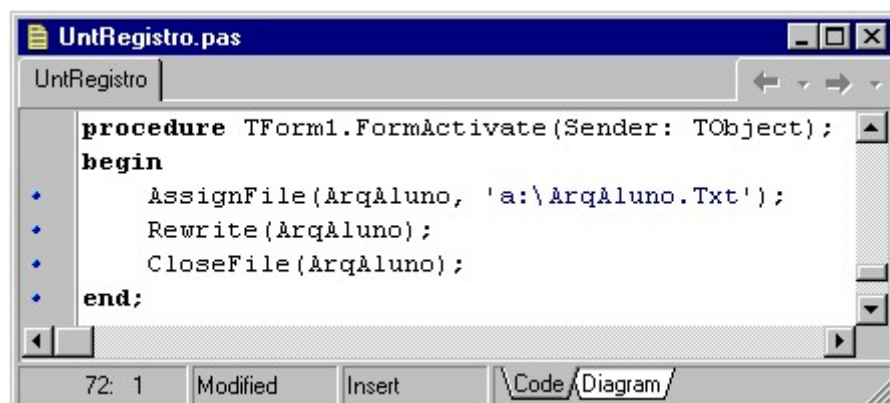 UntRegistro.pas
UntRegistro
procedure TForm1.FormActivate(Sender: TObject);
begin
AssignFile(ArqAluno, 'a:\ArqAluno.Txt');
Rewrite(ArqAluno);
CloseFile(ArqAluno);
end;
72: 1 Modified Insert Code Diagram